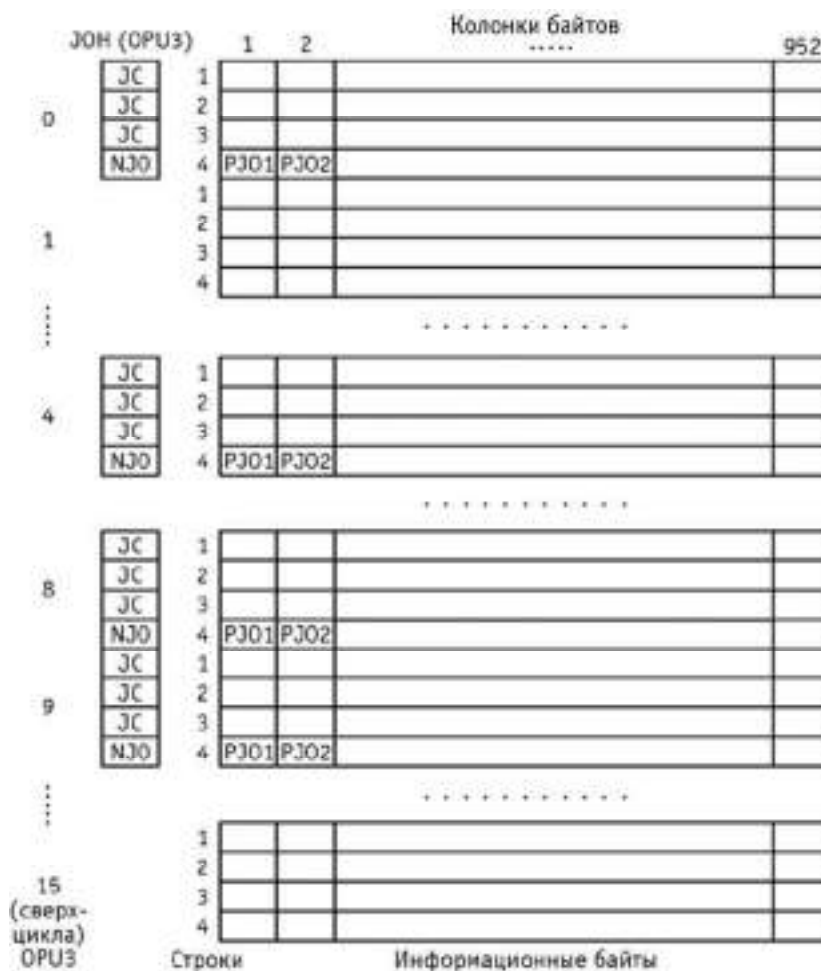 Колонки байтов
JOH (OPU3) 1 2 ..... 952
0
JC 1
JC 2
JC 3
NJO 4 PJO1 PJO2
1
1
2
3
4
4
JC 1
JC 2
JC 3
NJO 4 PJO1 PJO2
8
JC 1
JC 2
JC 3
NJO 4 PJO1 PJO2
9
JC 1
JC 2
JC 3
NJO 4 PJO1 PJO2
1
2
3
4
15
(сверх-
цикла)
OPU3 Строки Информационные байты